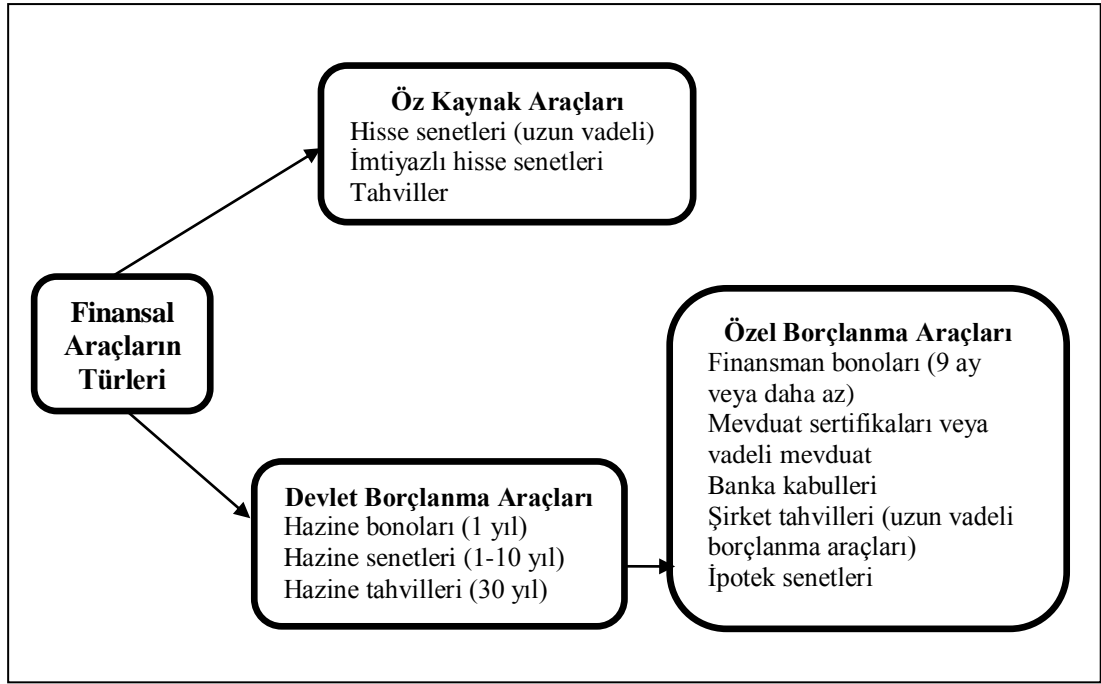 Öz Kaynak Araçları
Hisse senetleri (uzun vadeli)
İmtiyazlı hisse senetleri
Tahviller
Finansal
Araçların
Türleri
Devlet Borçlanma Araçları
Hazine bonoları (1 yıl)
Hazine senetleri (1-10 yıl)
Hazine tahvilleri (30 yıl)
Özel Borçlanma Araçları
Finansman bonoları (9 ay
veya daha az)
Mevduat sertifikaları veya
vadeli mevduat
Banka kabulleri
Şirket tahvilleri (uzun vadeli
borçlanma araçları)
İpotek senetleri